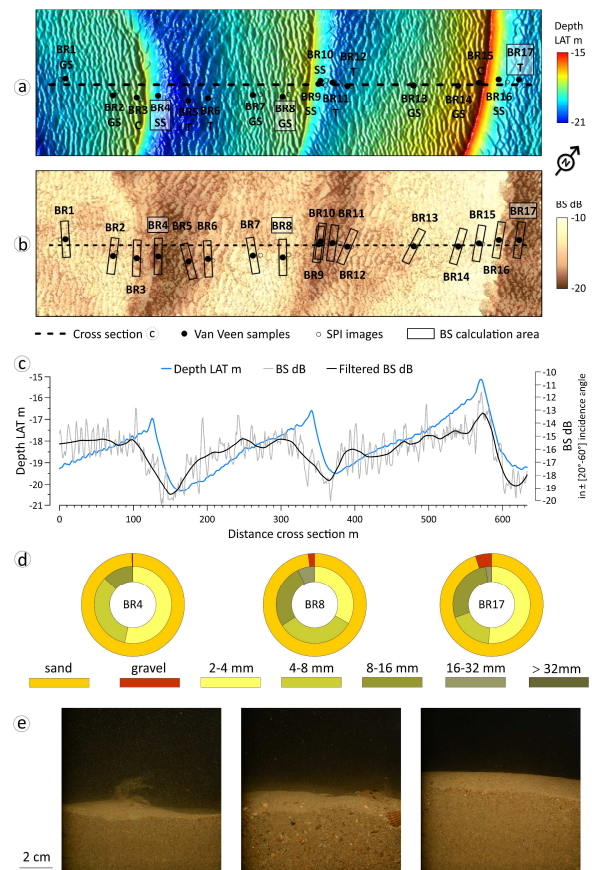 a
BR1
GS
BR2
GS
BR3
C
BR4
SS
BR5
T
BR6
T
BR7
GS
BR8
GS
BR10
SS
BR9
SS
BR12
T
BR11
T
BR13
GS
BR14
GS
BR15
C
BR16
SS
BR17
T
Depth
LAT m
-15
-21
N
b
BR1
BR2
BR3
BR4
BR5
BR6
BR7
BR8
BR10
BR9
BR11
BR12
BR13
BR14
BR15
BR16
BR17
BS dB
-10
-20
Cross section c
Van Veen samples
SPI images
BS calculation area
c
Depth LAT m
BS dB
Filtered BS dB
Depth LAT m
-15
-16
-17
-18
-19
-20
-21
BS dB
in± [20°-60°] incidence angle
-10
-11
-12
-13
-14
-15
-16
-17
-18
-19
-20
0 100 200 300 400 500 600
Distance cross section m
d
BR4 BR8 BR17
sand gravel 2-4 mm 4-8 mm 8-16 mm 16-32 mm > 32mm
e
2 cm